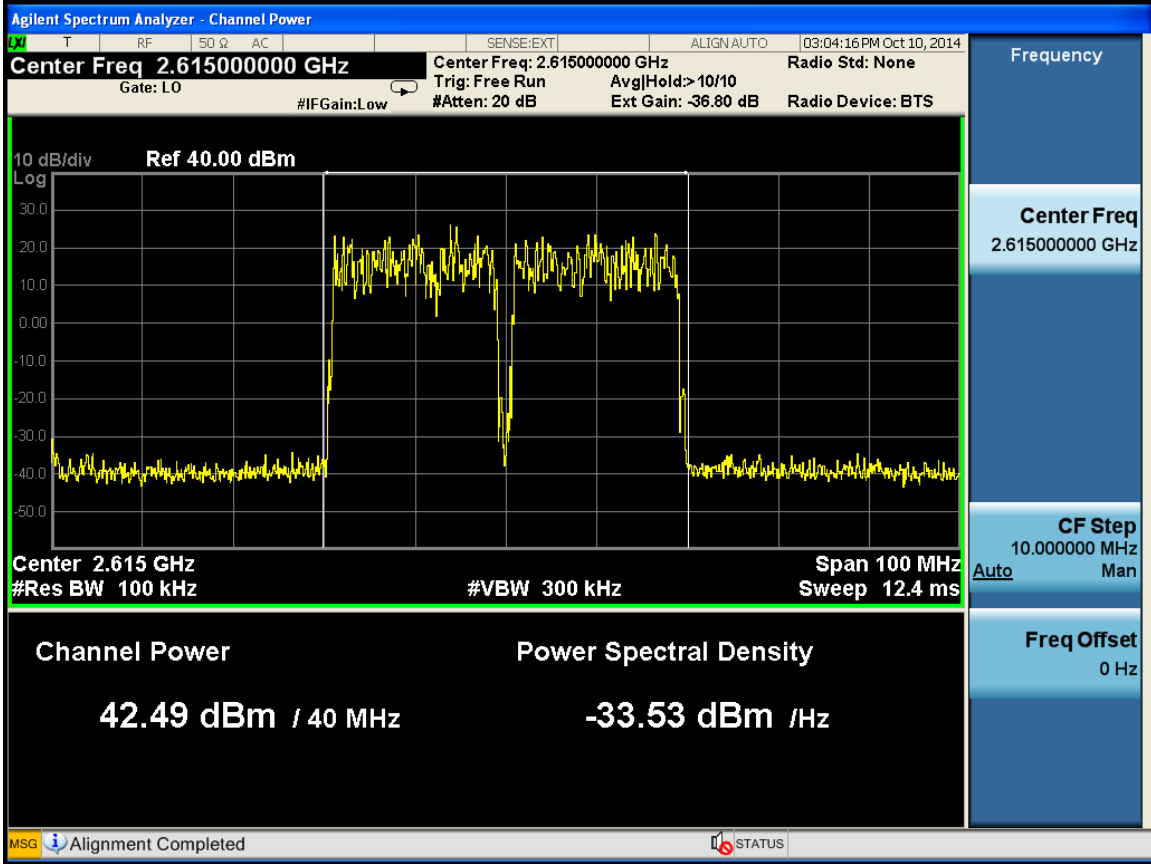 Agilent Spectrum Analyzer - Channel Power
LXI T RF 50 Ω AC SENSE:EXT ALIGN AUTO 03:04:16 PM Oct 10, 2014
Center Freq 2.615000000 GHz
Gate: LO
#IFGain:Low
Center Freq: 2.615000000 GHz
Trig: Free Run Avg|Hold:>10/10
#Atten: 20 dB Ext Gain: -36.80 dB
Radio Std: None
Radio Device: BTS
10 dB/div Ref 40.00 dBm
Log
30.0
20.0
10.0
0.00
-10.0
-20.0
-30.0
-40.0
-50.0
Center 2.615 GHz Span 100 MHz
#Res BW 100 kHz #VBW 300 kHz Sweep 12.4 ms
Channel Power Power Spectral Density
42.49 dBm / 40 MHz -33.53 dBm /Hz
Frequency
Center Freq
2.615000000 GHz
CF Step
10.000000 MHz
Auto Man
Freq Offset
0 Hz
MSG Alignment Completed STATUS